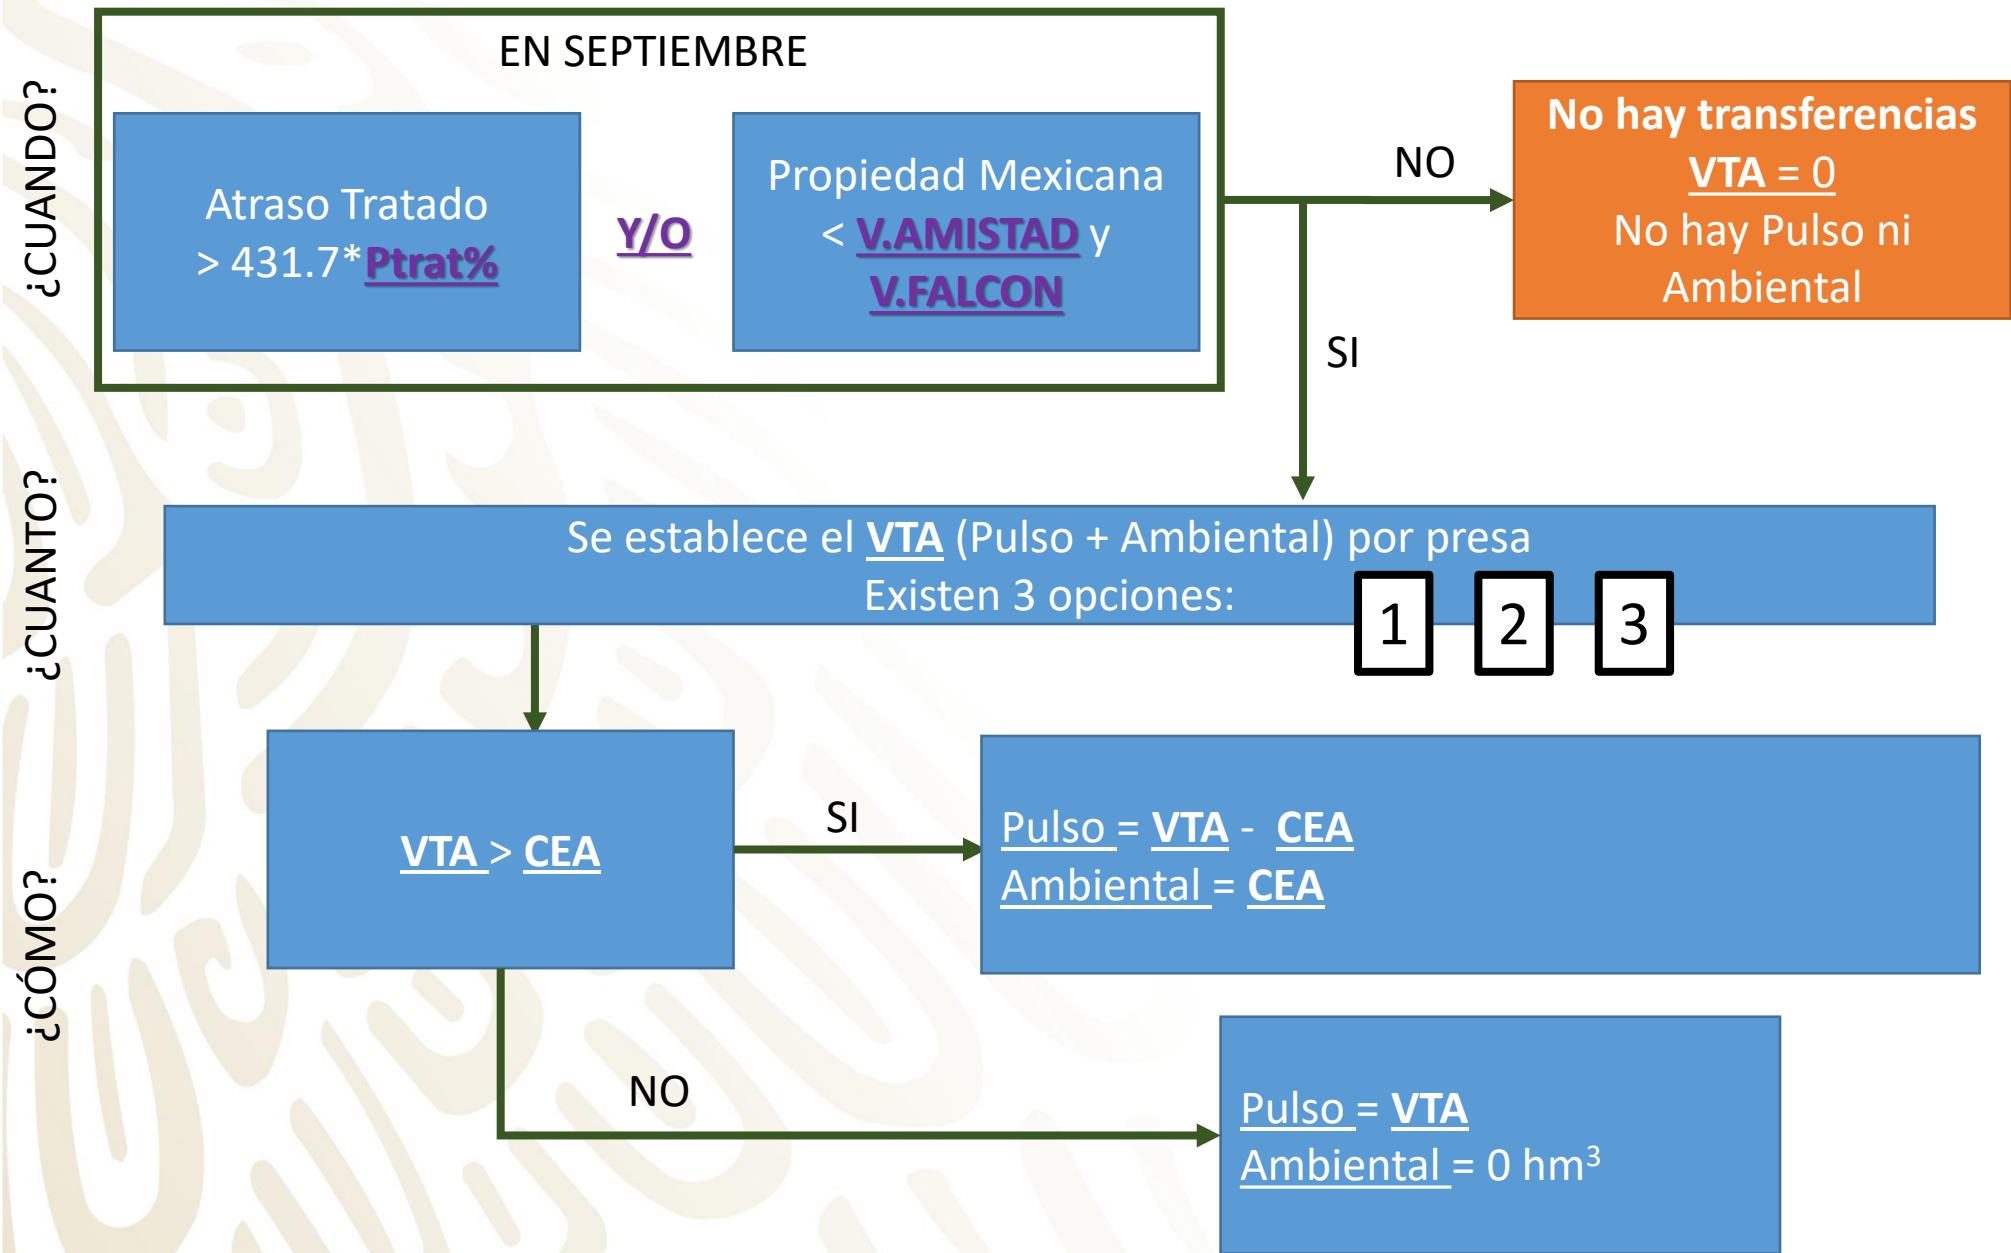 ¿CUANDO?
EN SEPTIEMBRE
Atraso Tratado
> 431.7*Ptrat%
Y/O
Propiedad Mexicana
< V.AMISTAD y
V.FALCON
NO
No hay transferencias
VTA = 0
No hay Pulso ni
Ambiental
SI
¿CUANTO?
Se establece el VTA (Pulso + Ambiental) por presa
Existen 3 opciones:
1
2
3
¿CÓMO?
VTA > CEA
SI
Pulso = VTA - CEA
Ambiental = CEA
NO
Pulso = VTA
Ambiental = 0 hm³